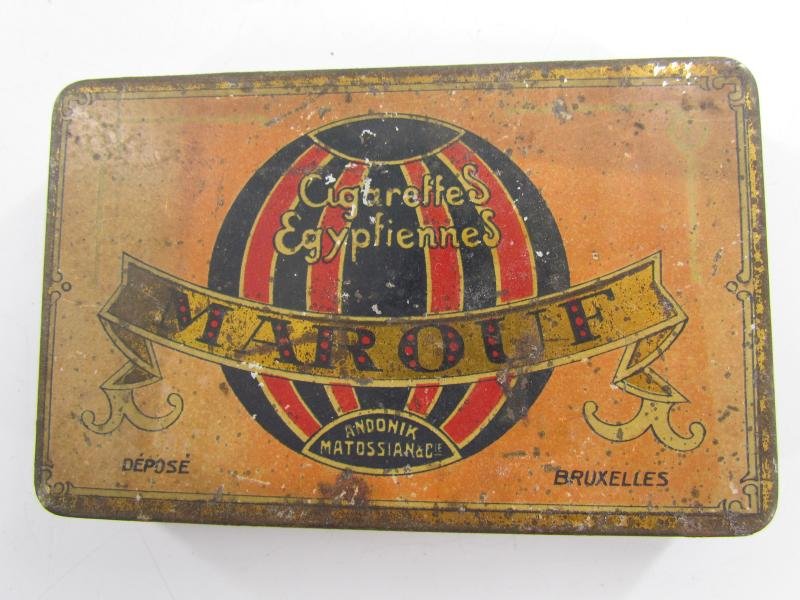 Cigarettes
Egyptiennes
MAROUF
ANDONIK
MATOSSIAN & CIE
DÉPOSÉ
BRUXELLES